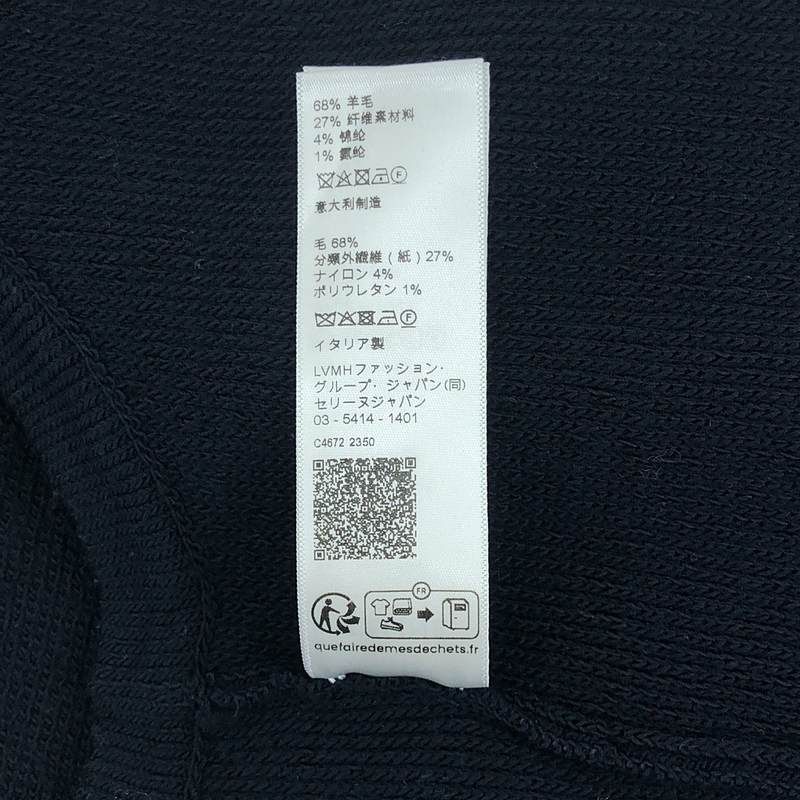 68% 羊毛
27% 纤维素材料
4% 锦纶
1% 氨纶
F
意大利制造
毛 68%
分類外繊維（紙）27%
ナイロン 4%
ポリウレタン 1%
F
イタリア製
LVMHファッション・
グループ・ジャパン(同)
セリーヌジャパン
03 - 5414 - 1401
C4672 2350
FR
quefairedemesdechets.fr